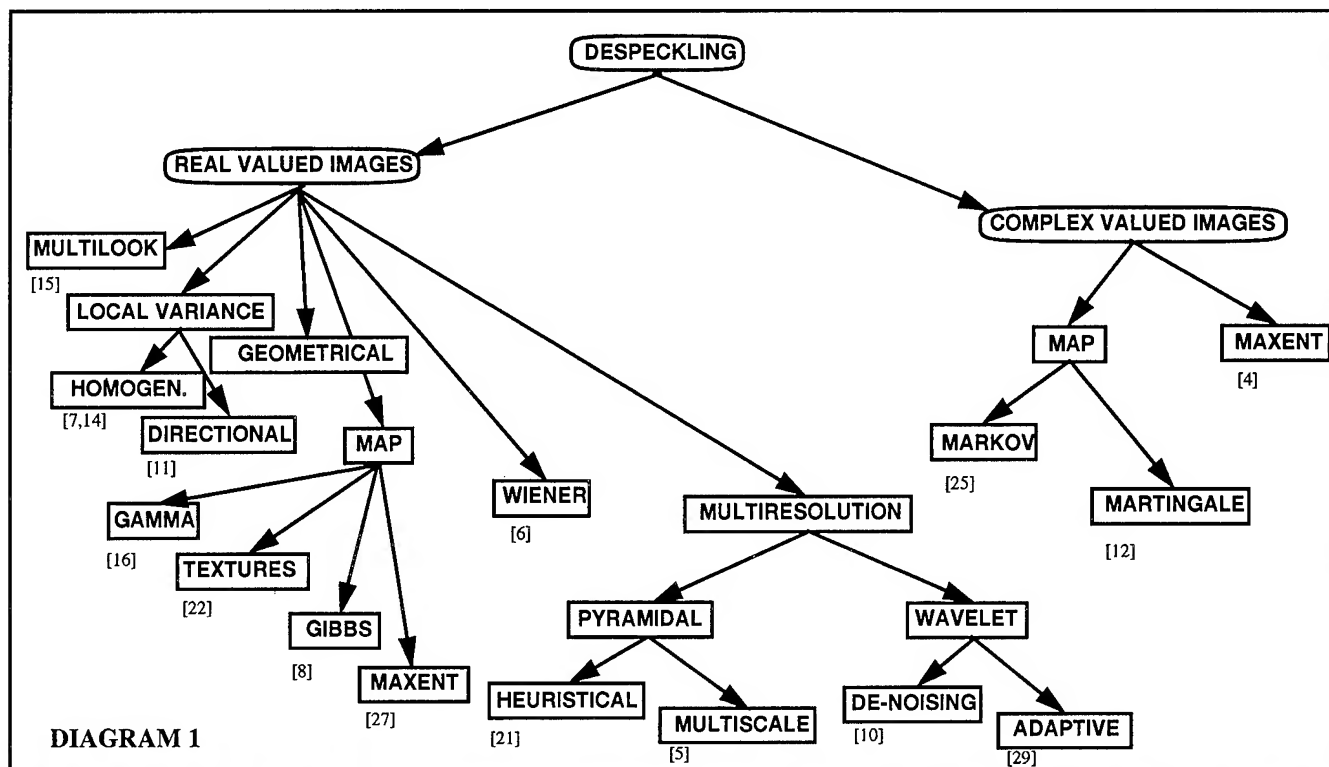 DESPECKLING
REAL VALUED IMAGES
COMPLEX VALUED IMAGES
MULTILOOK
[15]
LOCAL VARIANCE
GEOMETRICAL
HOMOGEN.
[7,14]
DIRECTIONAL
[11]
MAP
GAMMA
[16]
TEXTURES
[22]
GIBBS
[8]
MAXENT
[27]
WIENER
[6]
MULTIRESOLUTION
PYRAMIDAL
HEURISTICAL
[21]
MULTISCALE
[5]
WAVELET
DE-NOISING
[10]
ADAPTIVE
[29]
MAP
MARKOV
[25]
MARTINGALE
[12]
MAXENT
[4]
DIAGRAM 1